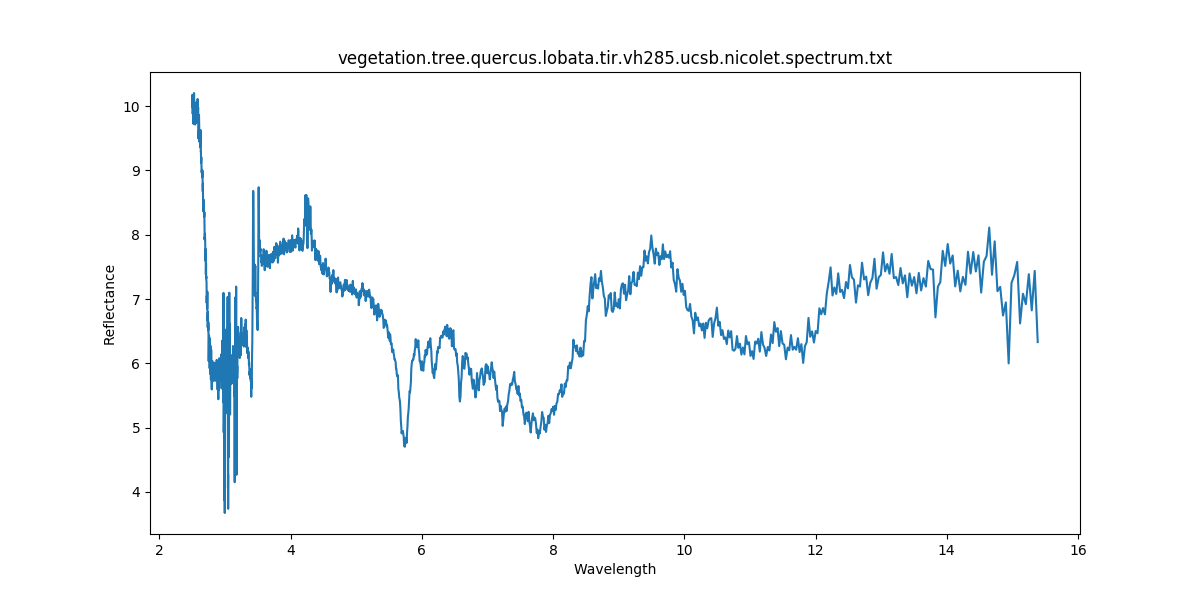 vegetation.tree.quercus.lobata.tir.vh285.ucsb.nicolet.spectrum.txt
10
9
8
7
6
5
4
Reflectance
2 4 6 8 10 12 14 16
Wavelength